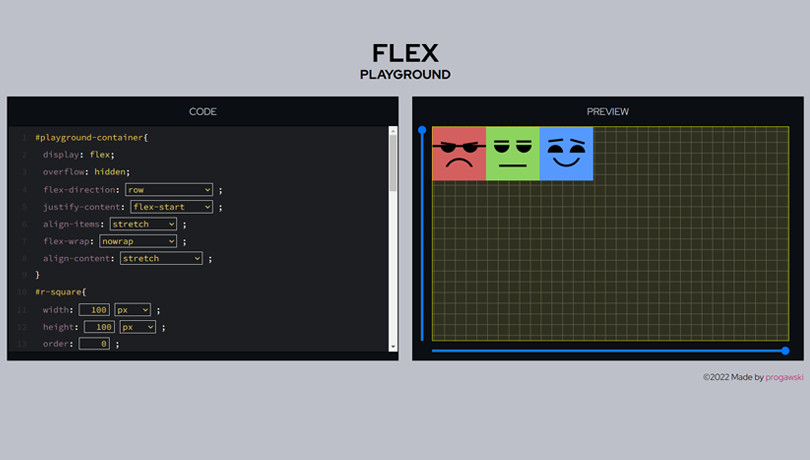 FLEX
PLAYGROUND
CODE
1 #playground-container{
2 display: flex;
3 overflow: hidden;
4 flex-direction: row ;
5 justify-content: flex-start ;
6 align-items: stretch ;
7 flex-wrap: nowrap ;
8 align-content: stretch ;
9 }
10 #r-square{
11 width: 100 px ;
12 height: 100 px ;
13 order: 0 ;
PREVIEW
©2022 Made by progawski